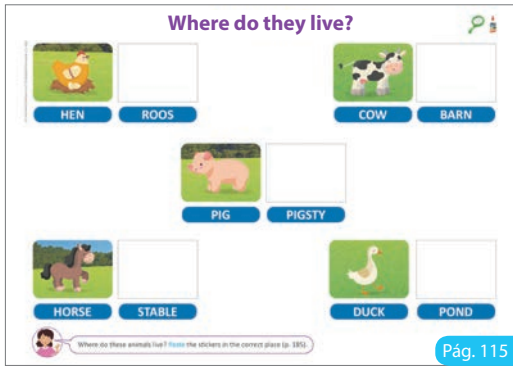 Where do they live?
HEN ROOS
COW BARN
PIG PIGSTY
HORSE STABLE
DUCK POND
Where do these animals live? Paste the stickers in the correct place (p. 185).
Pág. 115